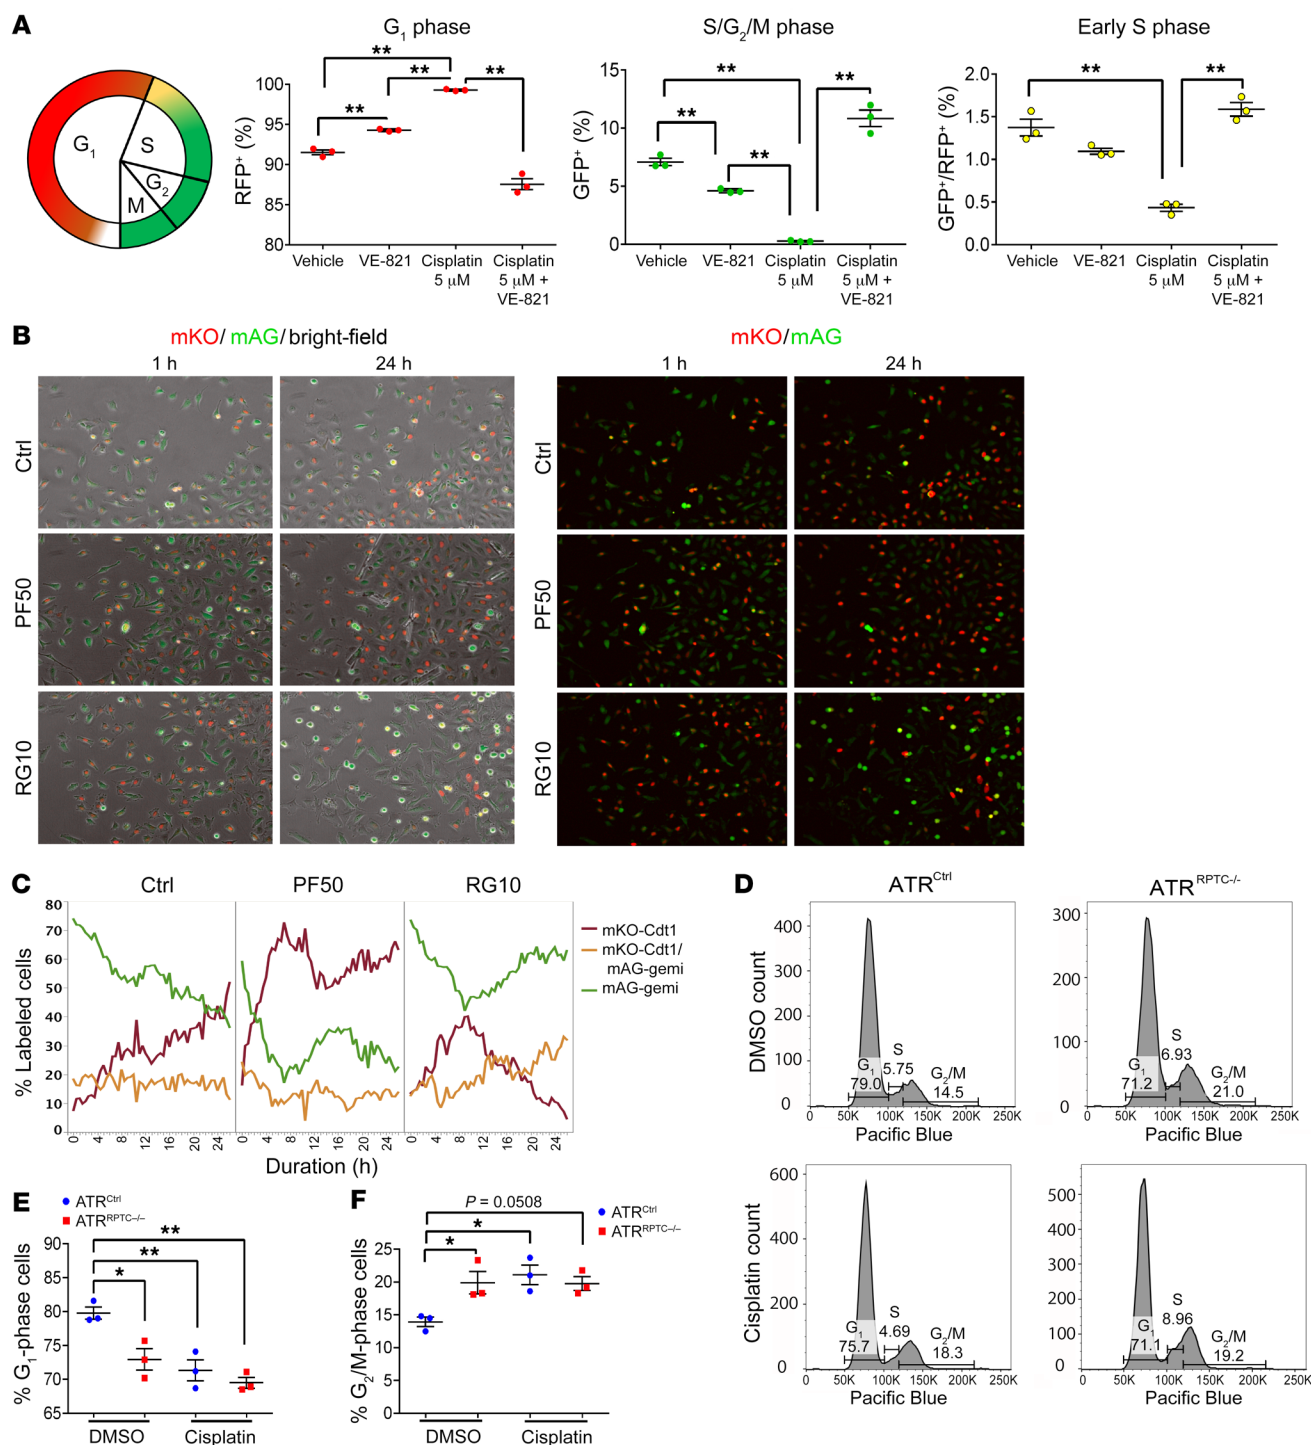 A
G1 phase
S/G2/M phase
Early S phase
G1
S
G2
M
RFP+ (%)
100
95
90
85
80
**
**
**
**
Vehicle
VE-821
Cisplatin
5 µM
Cisplatin
5 µM +
VE-821
GFP+ (%)
15
10
5
0
**
**
**
**
Vehicle
VE-821
Cisplatin
5 µM
Cisplatin
5 µM +
VE-821
GFP+/RFP+ (%)
2.0
1.5
1.0
0.5
0.0
**
**
Vehicle
VE-821
Cisplatin
5 µM
Cisplatin
5 µM +
VE-821
B
mKO/mAG/bright-field
1 h
24 h
mKO/mAG
1 h
24 h
Ctrl
PF50
RG10
Ctrl
PF50
RG10
C
Ctrl
PF50
RG10
% Labeled cells
80
70
60
50
40
30
20
10
0
0 4 8 12 16 20 24
0 4 8 12 16 20 24
0 4 8 12 16 20 24
Duration (h)
mKO-Cdt1
mKO-Cdt1/
mAG-gemi
mAG-gemi
D
ATRCtrl
ATRRPTC-/-
DMSO count
400
300
200
100
0
G1
79.0
S
5.75
G2/M
14.5
0 50K 100K 150K 200K 250K
Pacific Blue
300
200
100
0
G1
71.2
S
6.93
G2/M
21.0
0 50K 100K 150K 200K 250K
Pacific Blue
Cisplatin count
600
400
200
0
G1
75.7
S
4.69
G2/M
18.3
0 50K 100K 150K 200K 250K
Pacific Blue
500
400
300
200
100
0
G1
71.1
S
8.96
G2/M
19.2
0 50K 100K 150K 200K 250K
Pacific Blue
E
ATRCtrl
ATRRPTC–/–
% G1-phase cells
90
85
80
75
70
65
**
**
*
DMSO
Cisplatin
F
P = 0.0508
ATRCtrl
ATRRPTC–/–
% G2/M-phase cells
25
20
15
10
5
0
*
*
DMSO
Cisplatin